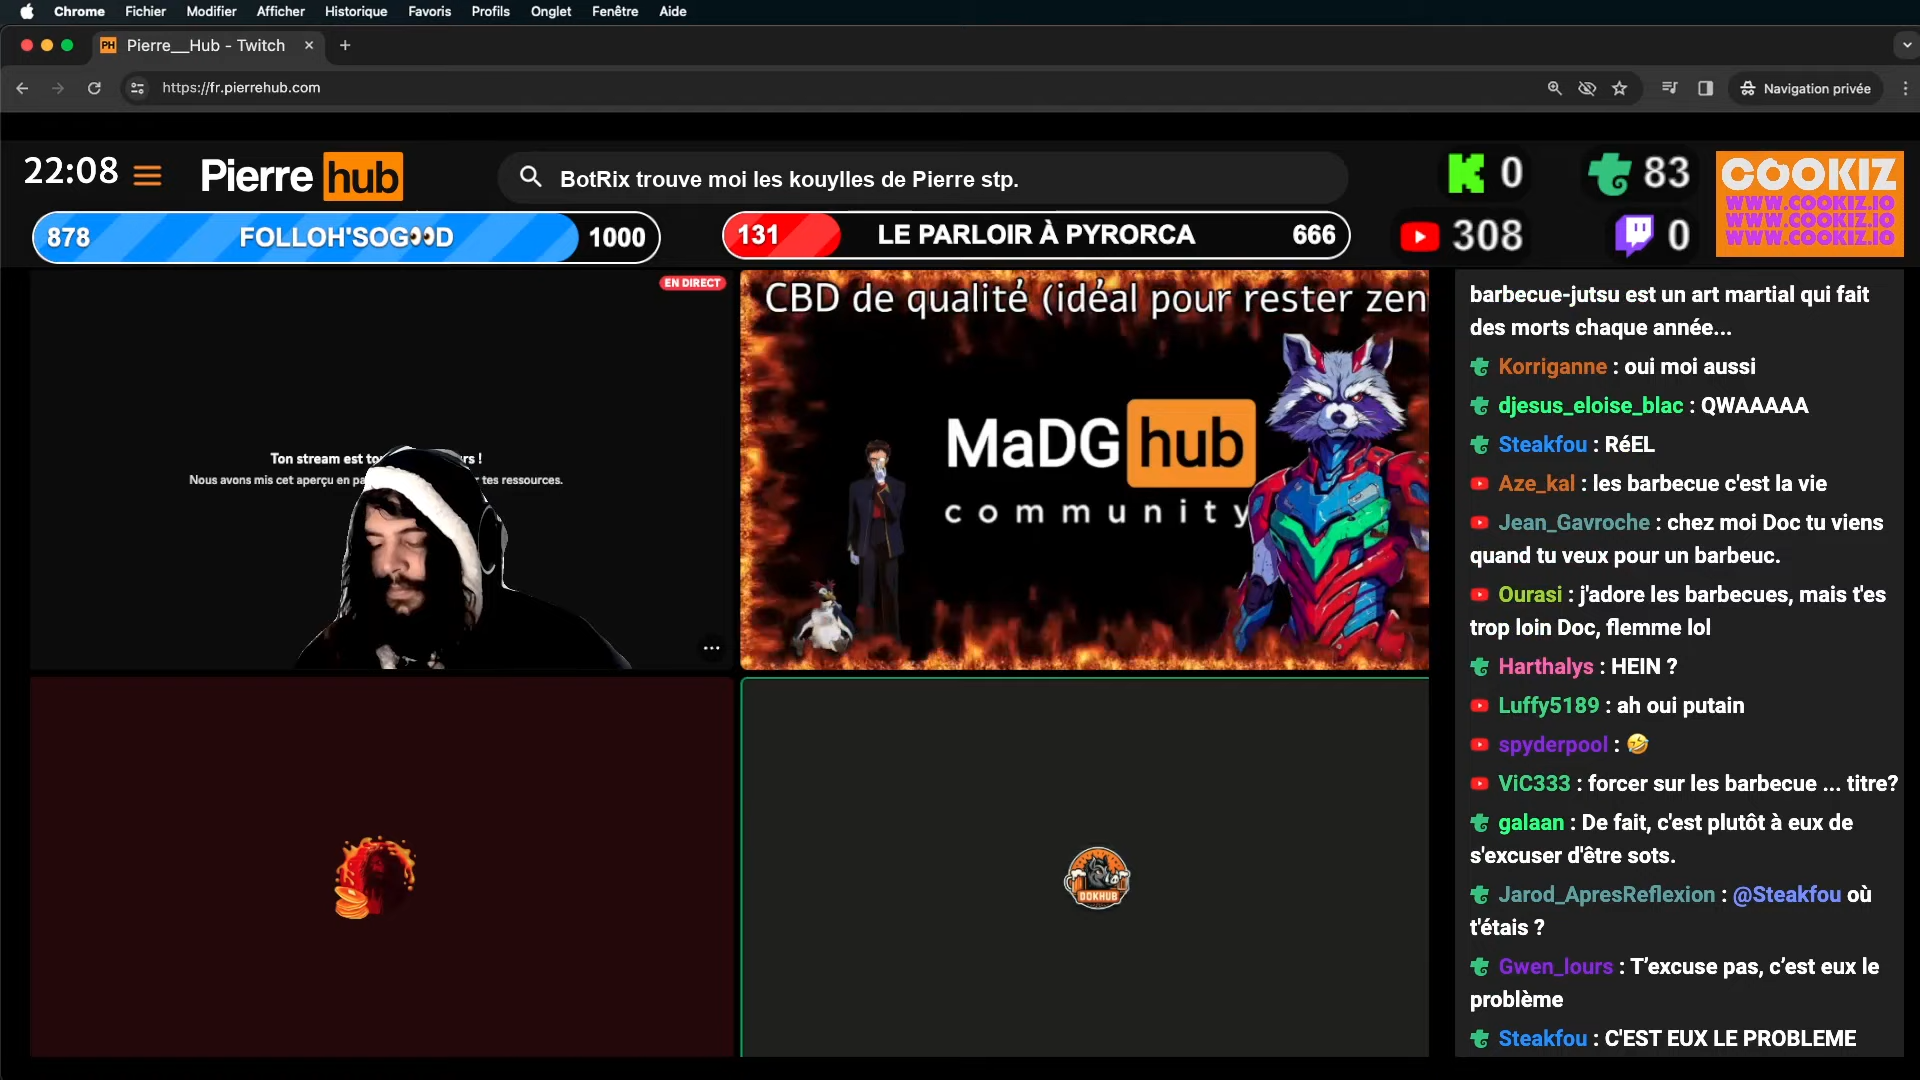 Chrome Fichier Modifier Afficher Historique Favoris Profils Onglet Fenêtre Aide
PH Pierre__Hub - Twitch
https://fr.pierrehub.com
Navigation privée
22:08
Pierre hub
BotRix trouve moi les kouylles de Pierre stp.
0
83
878 FOLLOH'SOG👀D 1000
131 LE PARLOIR À PYRORCA 666
308
0
COOKIZ
WWW.COOKIZ.IO
WWW.COOKIZ.IO
WWW.COOKIZ.IO
EN DIRECT
Ton stream est
Nous avons mis cet aperçu en
tes ressources.
CBD de qualité (idéal pour rester zen
MaDG hub
community
DOKHUB
barbecue-jutsu est un art martial qui fait
des morts chaque année...
Korriganne : oui moi aussi
djesus_eloise_blac : QWAAAAA
Steakfou : RéEL
Aze_kal : les barbecue c'est la vie
Jean_Gavroche : chez moi Doc tu viens
quand tu veux pour un barbeuc.
Ourasi : j'adore les barbecues, mais t'es
trop loin Doc, flemme lol
Harthalys : HEIN ?
Luffy5189 : ah oui putain
spyderpool : 🤣
ViC333 : forcer sur les barbecue ... titre?
galaan : De fait, c'est plutôt à eux de
s'excuser d'être sots.
Jarod_ApresReflexion : @Steakfou où
t'étais ?
Gwen_lours : T’excuse pas, c’est eux le
problème
Steakfou : C'EST EUX LE PROBLEME